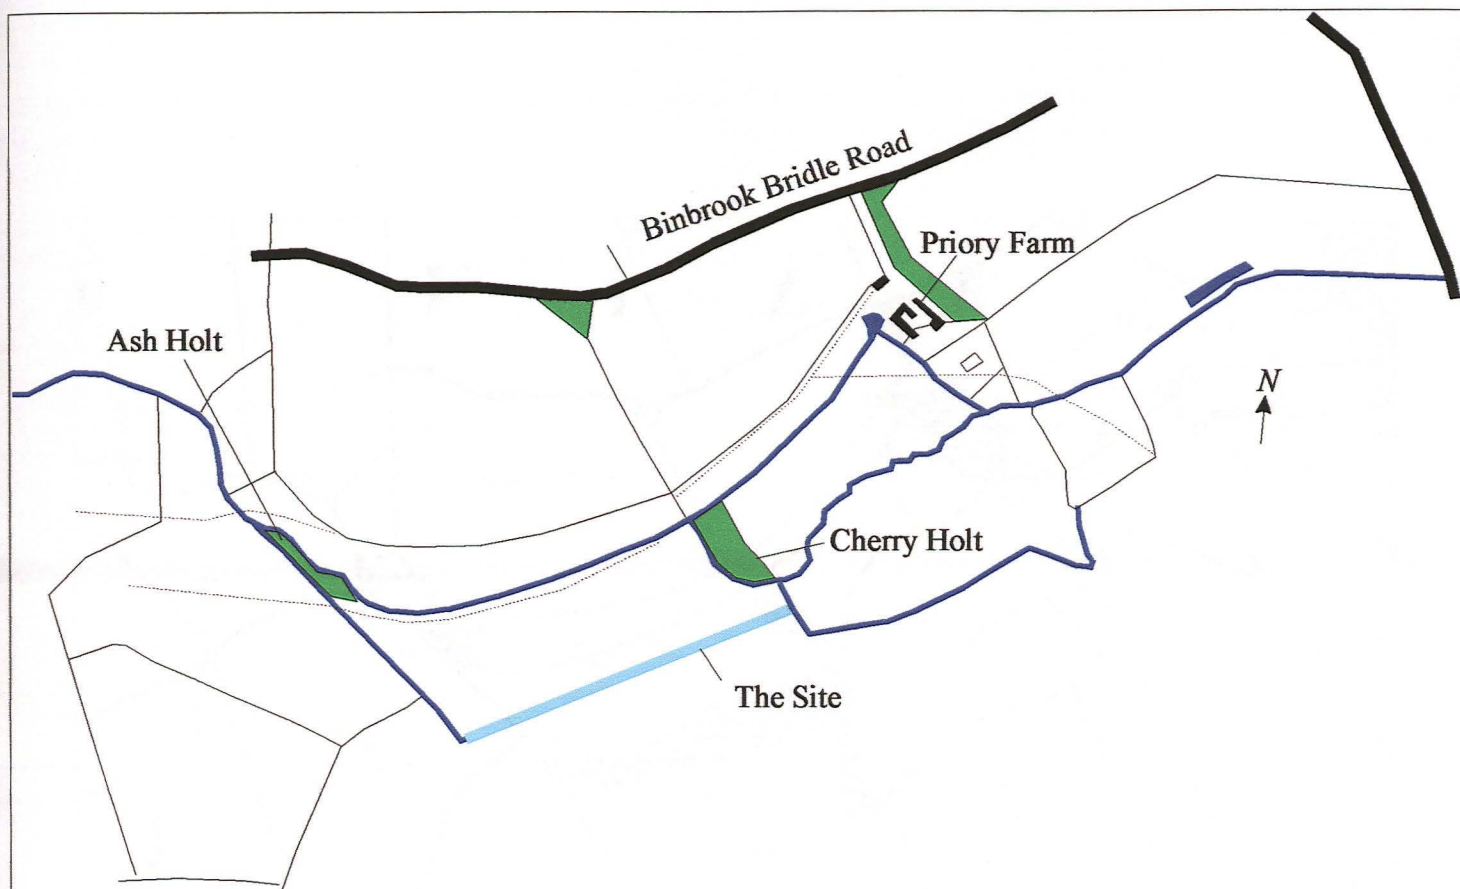 Binbrook Bridle Road
Priory Farm
Ash Holt
N
Cherry Holt
The Site